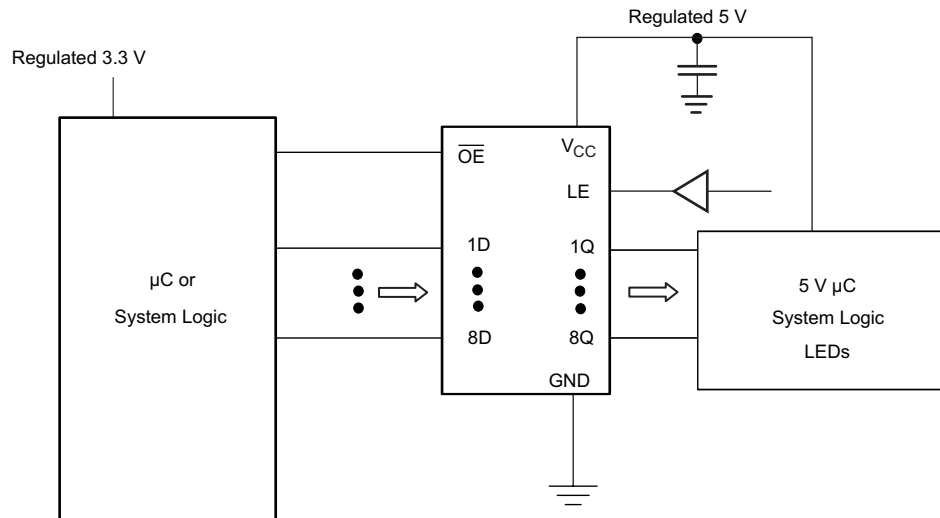 Regulated 5 V
Regulated 3.3 V
OE
VCC
LE
1D
1Q
µC or
System Logic
5 V µC
System Logic
LEDs
8D
8Q
GND